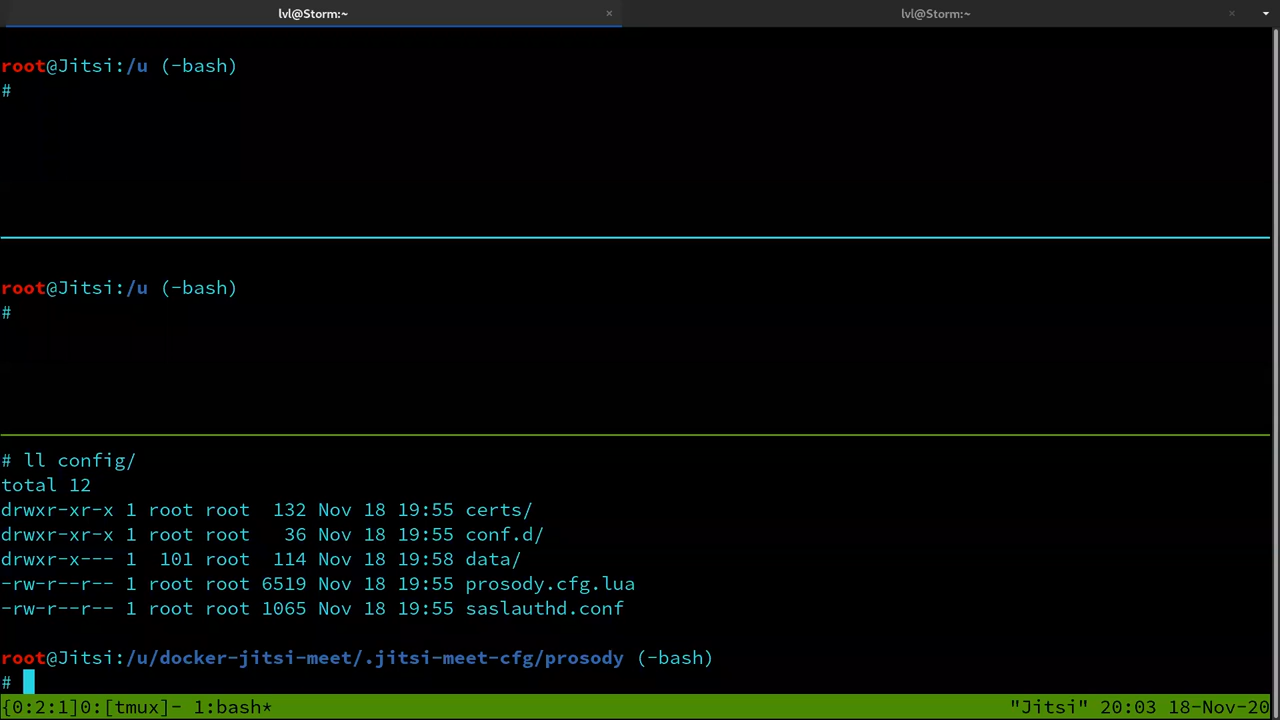 lvl@Storm:~ × lvl@Storm:~ ×
root@Jitsi:/u (-bash)
#
root@Jitsi:/u (-bash)
#
# ll config/
total 12
drwxr-xr-x 1 root root  132 Nov 18 19:55 certs/
drwxr-xr-x 1 root root   36 Nov 18 19:55 conf.d/
drwxr-x--- 1  101 root  114 Nov 18 19:58 data/
-rw-r--r-- 1 root root 6519 Nov 18 19:55 prosody.cfg.lua
-rw-r--r-- 1 root root 1065 Nov 18 19:55 saslauthd.conf
root@Jitsi:/u/docker-jitsi-meet/.jitsi-meet-cfg/prosody (-bash)
#
{0:2:1}0:[tmux]- 1:bash* "Jitsi" 20:03 18-Nov-20